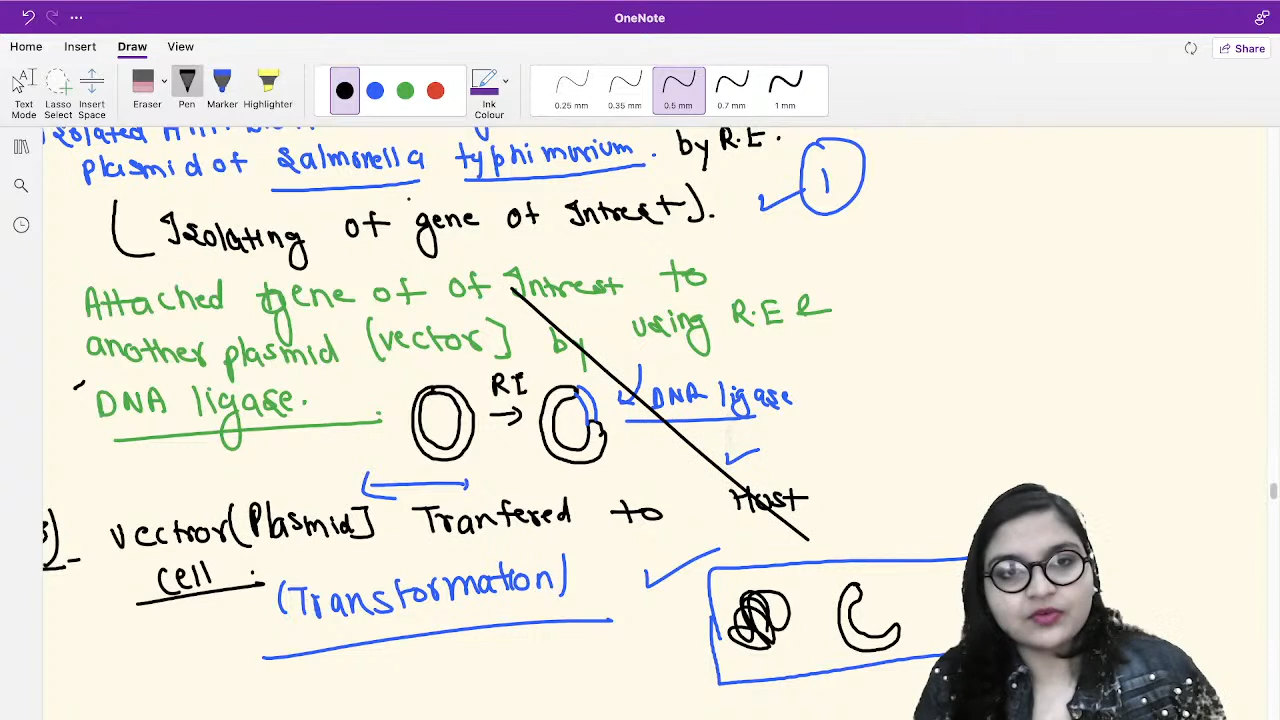 OneNote
Home Insert Draw View
Share
Text Select Lasso Select Insert Space Eraser Pen Marker Highlighter Ink Colour 0.25 mm 0.35 mm 0.5 mm 0.7 mm 1 mm
plasmid of Salmonella typhimurium. by R.E.
1
(Isolating of gene of Intrest).
Attached gene of of Intrest to
another plasmid (vector] by using R.E &
DNA ligase.
RE
DNA ligase
vector(Plasmid] Tranfered to Host
cell.
(Transformation)